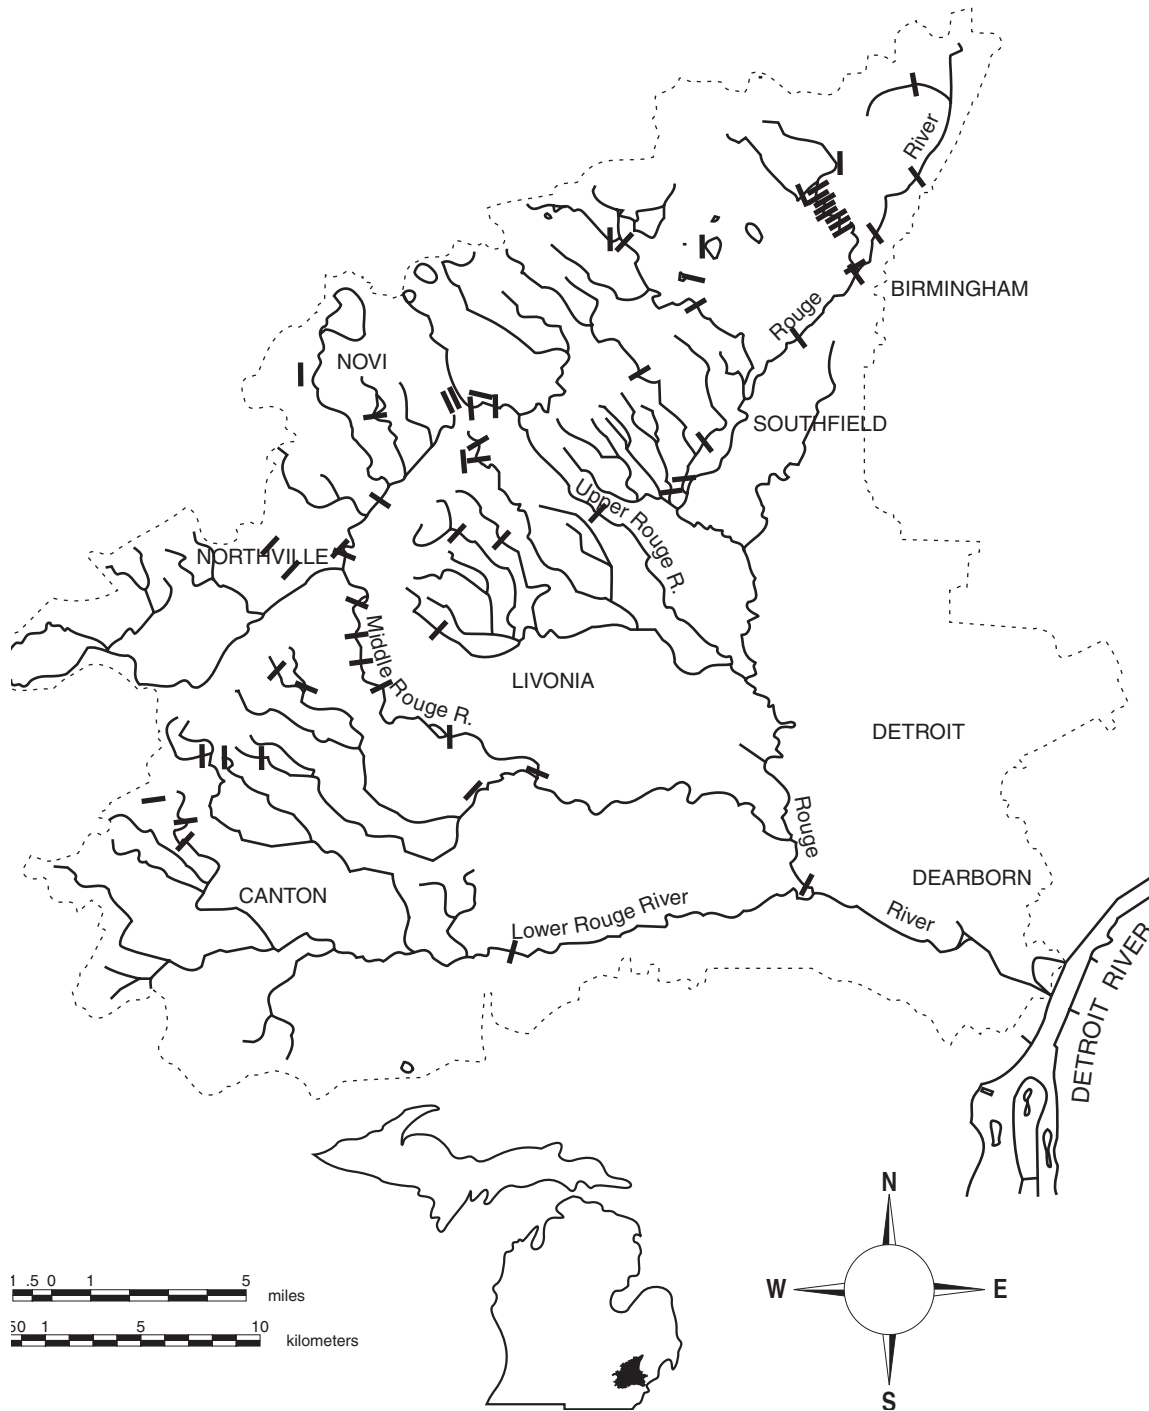 River
BIRMINGHAM
Rouge
NOVI
SOUTHFIELD
Upper Rouge R.
NORTHVILLE
Middle Rouge R.
LIVONIA
DETROIT
Rouge
DEARBORN
CANTON
Lower Rouge River
River
DETROIT RIVER
N
W E
S
1 .5 0 1 5
miles
50 1 5 10
kilometers